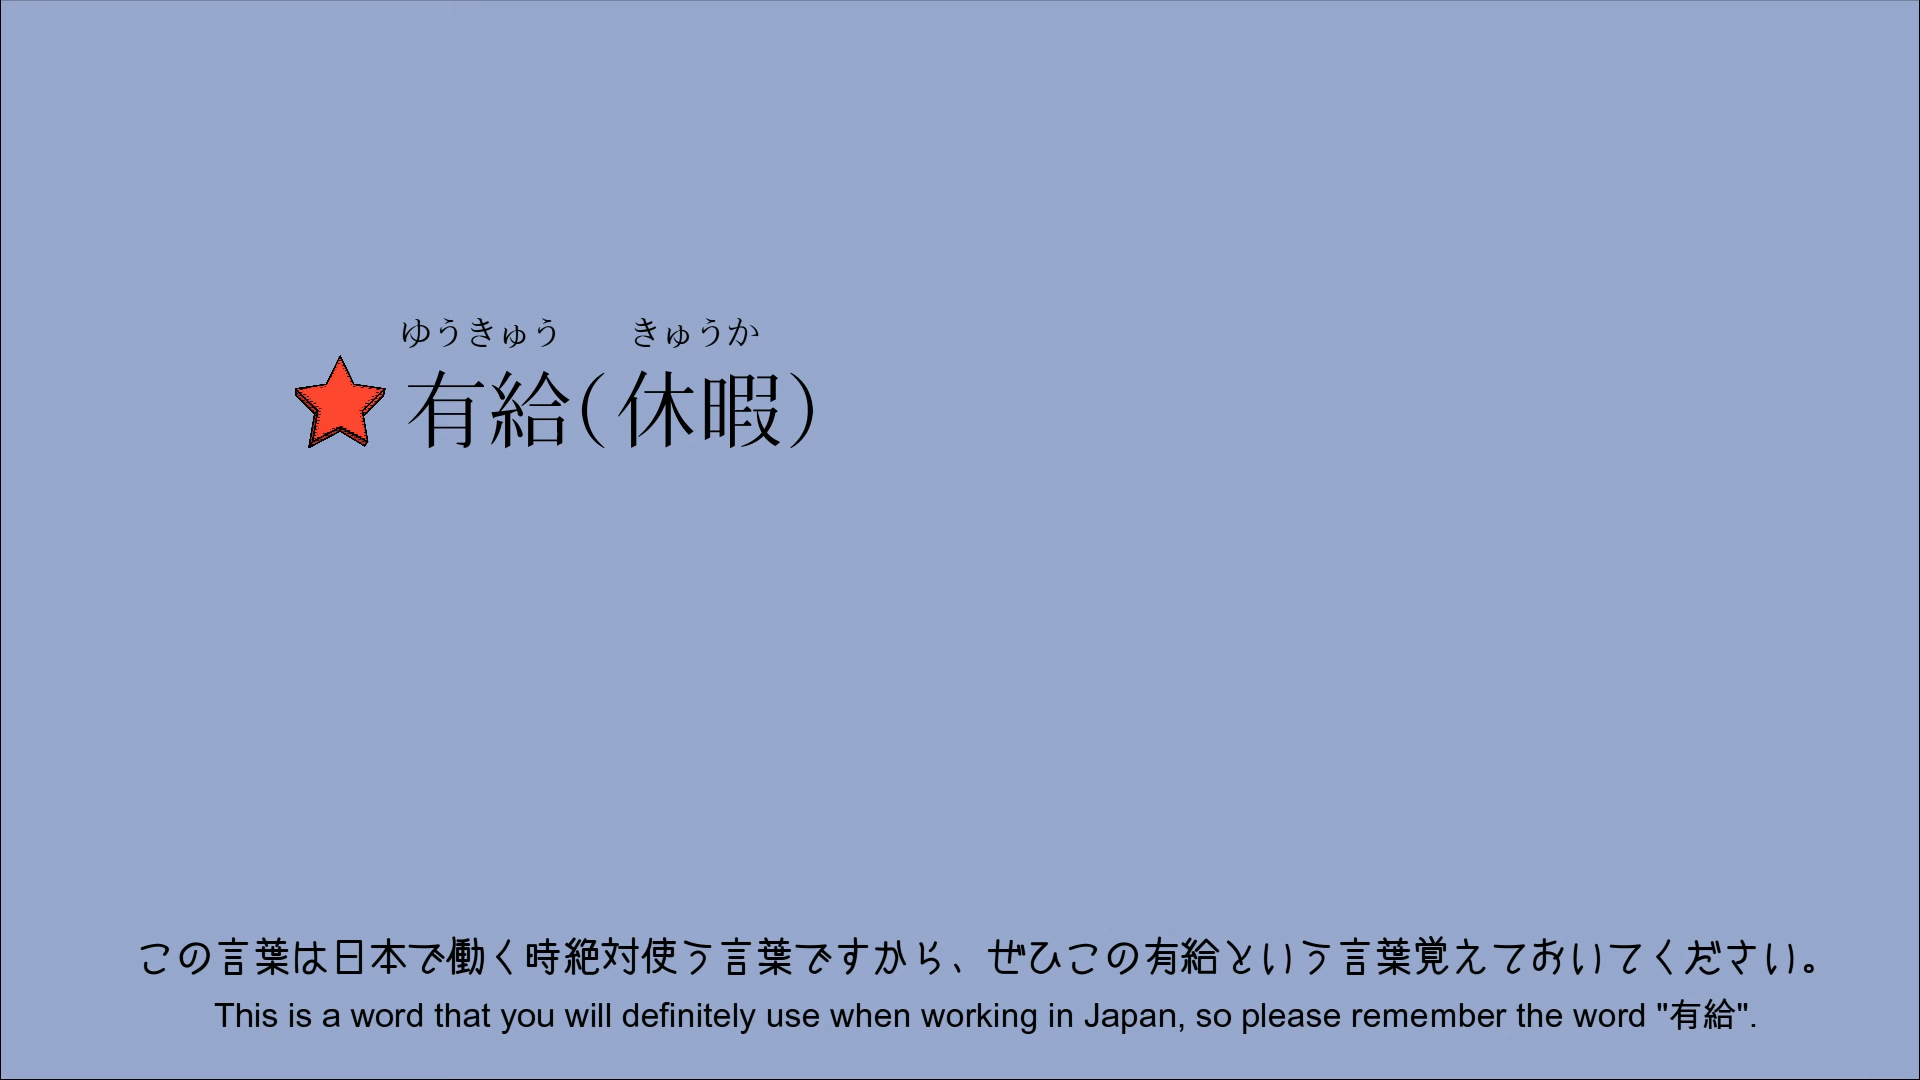 ゆうきゅう　きゅうか
有給(休暇)
この言葉は日本で働く時絶対使う言葉ですから、ぜひこの有給という言葉覚えておいてください。
This is a word that you will definitely use when working in Japan, so please remember the word "有給".